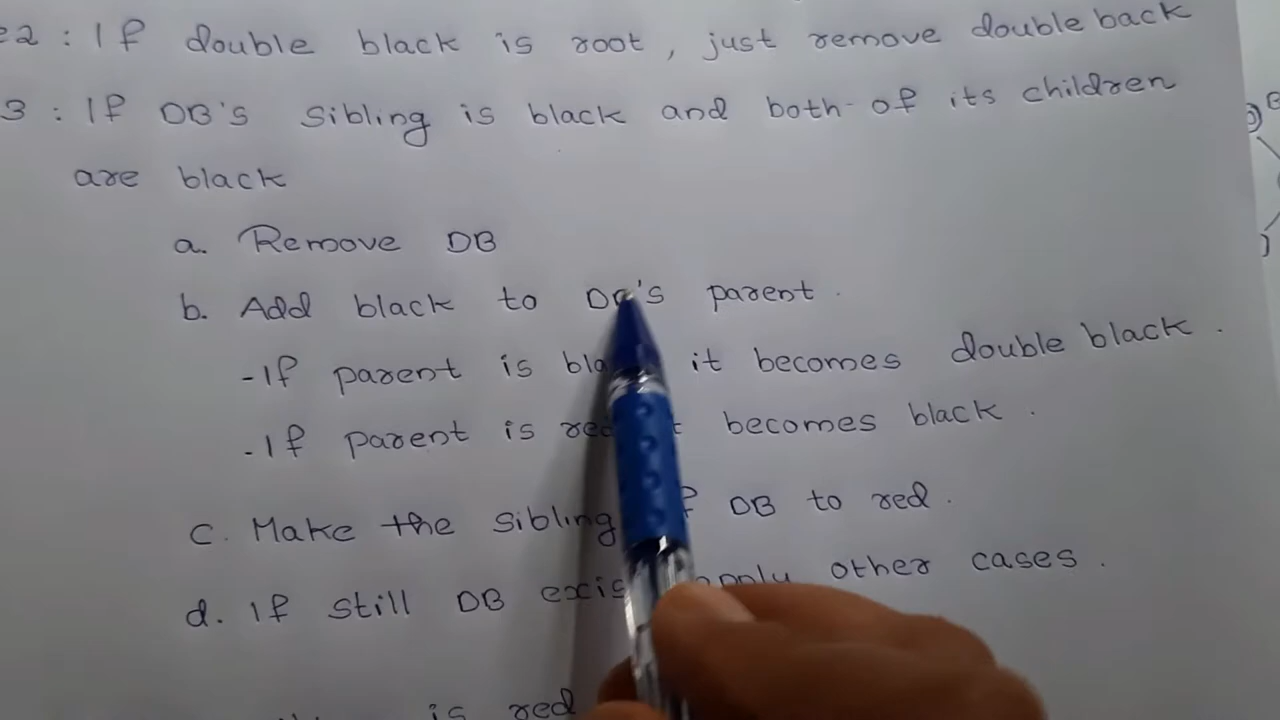 e2 : If double black is root, just remove double back
3 : If DB's sibling is black and both of its children
are black
a. Remove DB
b. Add black to DB's parent.
- If parent is it becomes double black.
- If parent is becomes black.
c. Make the sibling DB to red.
d. If still DB other cases.
is red